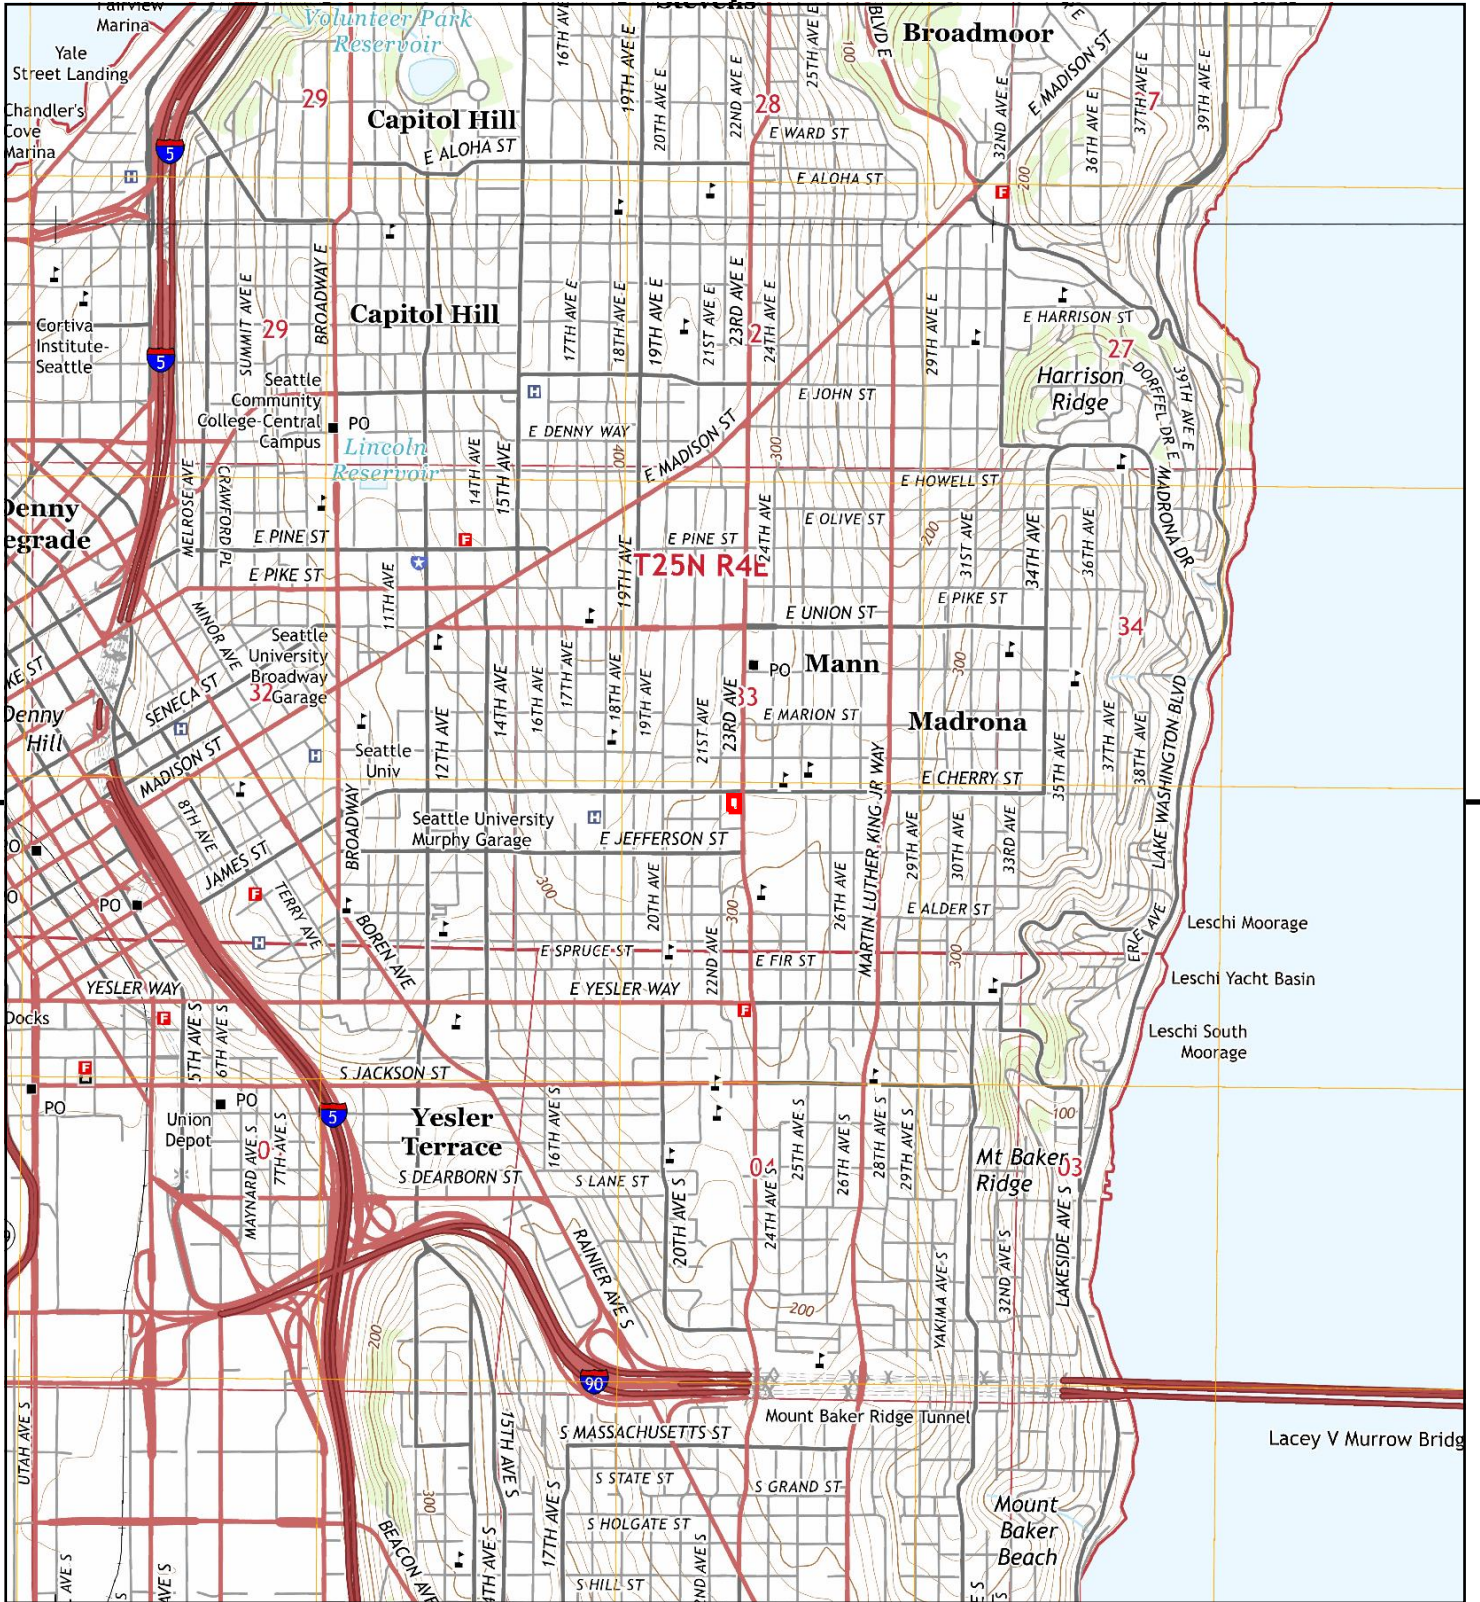 Fairview
Marina
Volunteer Park
Reservoir
16TH AVE
Stevens
25TH AVE E
BLVD E
Broadmoor
E MADISON ST
37TH AVE E
39TH AVE E
Yale
Street Landing
29
Capitol Hill
19TH AVE E
20TH AVE E
22ND AVE E
28
100
32ND AVE E
36TH AVE E
7
Chandler's
Cove
Marina
5
E ALOHA ST
E WARD ST
E ALOHA ST
200
F
H
SUMMIT AVE E
BROADWAY E
Capitol Hill
17TH AVE E
18TH AVE E
19TH AVE E
21ST AVE E
23RD AVE E
24TH AVE E
2
29TH AVE E
E HARRISON ST
27
Harrison
Ridge
DORFFEL DR E
39TH AVE E
Cortiva
Institute-
Seattle
29
5
Seattle
Community
College-Central
Campus
PO
Lincoln
Reservoir
H
E DENNY WAY
E JOHN ST
E MADISON ST
400
300
14TH AVE
15TH AVE
E HOWELL ST
MADRONA DR
MELROSE AVE
CRAWFORD PL
Denny
egrade
E PINE ST
F
E PINE ST
24TH AVE
E OLIVE ST
200
31ST AVE
34TH AVE
36TH AVE
E PIKE ST
11TH AVE
19TH AVE
T25N R4E
E PIKE ST
E UNION ST
34
MINOR AVE
Seattle
University
Broadway
Garage
32
KE ST
SENECA ST
H
Denny
Hill
MADISON ST
H
Seattle
Univ
12TH AVE
14TH AVE
16TH AVE
17TH AVE
18TH AVE
19TH AVE
21ST AVE
23RD AVE
PO
Mann
33
E MARION ST
300
Madrona
E CHERRY ST
MARTIN LUTHER KING JR WAY
35TH AVE
37TH AVE
38TH AVE
LAKE WASHINGTON BLVD
8TH AVE
JAMES ST
BROADWAY
Seattle University
Murphy Garage
H
E JEFFERSON ST
29TH AVE
30TH AVE
33RD AVE
O
O
PO
F
TERRY AVE
H
BOREN AVE
300
20TH AVE
22ND AVE
300
26TH AVE
E ALDER ST
300
ERIE AVE
Leschi Moorage
E SPRUCE ST
E FIR ST
Leschi Yacht Basin
YESLER WAY
E YESLER WAY
Docks
F
5TH AVE S
6TH AVE S
F
Leschi South
Moorage
F
PO
S JACKSON ST
PO
Union
Depot
5
Yesler
Terrace
16TH AVE S
25TH AVE S
26TH AVE S
28TH AVE S
29TH AVE S
100
0
MAYNARD AVE S
7TH AVE S
S DEARBORN ST
S LANE ST
04
Mt Baker
Ridge
03
20TH AVE S
24TH AVE S
RAINIER AVE S
YAKIMA AVE S
32ND AVE S
LAKESIDE AVE S
9
200
200
90
Mount Baker Ridge Tunnel
UTAH AVE S
15TH AVE S
S MASSACHUSETTS ST
Lacey V Murrow Bridg
S STATE ST
S GRAND ST
300
17TH AVE S
S HOLGATE ST
Mount
Baker
Beach
BEACON AVE
4TH AVE S
S HILL ST
2ND AVE S
AVE S
AVE S
S
E S
S